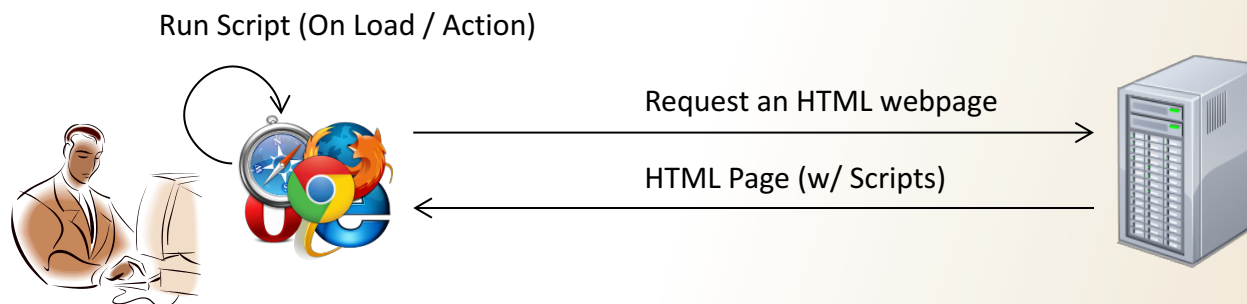 Run Script (On Load / Action)
Request an HTML webpage
HTML Page (w/ Scripts)